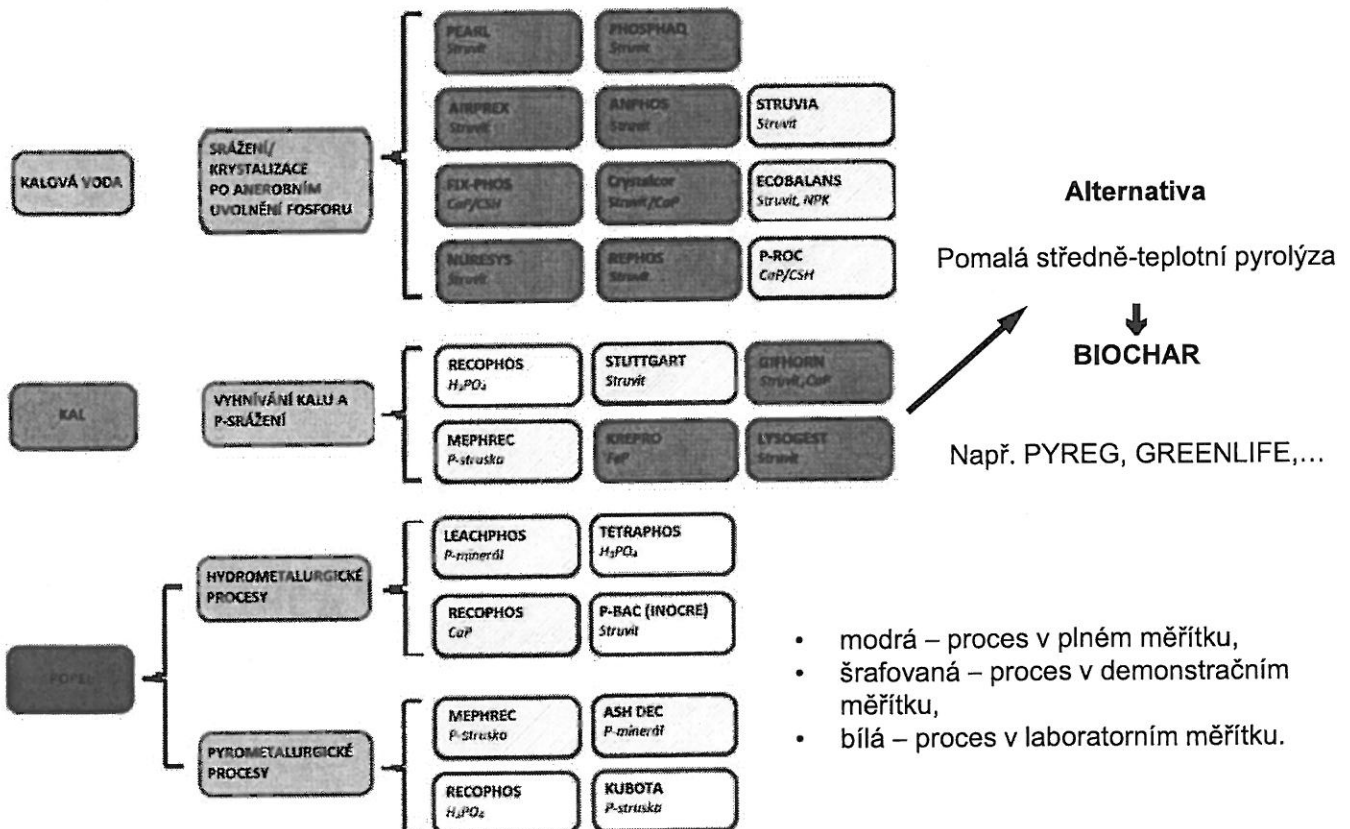 KALOVÁ VODA
SRÁŽENÍ/
KRYSTALIZACE
PO ANEROBNÍM
UVOLNĚNÍ FOSFORU
PEARL
Struvit
PHOSPHAQ
Struvit
AIRPREX
Struvit
ANPHOS
Struvit
STRUVIA
Struvit
FIX-PHOS
CaP/CSH
Crystalcor
Struvit/CaP
ECOBALANS
Struvit, NPK
NURESYS
Struvit
REPHOS
Struvit
P-ROC
CaP/CSH
KAL
VYHNÍVÁNÍ KALU A
P-SRÁŽENÍ
RECOPHOS
H₃PO₄
STUTTGART
Struvit
GIFHORN
Struvit,CaP
MEPHREC
P-struska
KREPRO
FeP
LYSOGEST
Struvit
POPEL
HYDROMETALURGICKÉ
PROCESY
LEACHPHOS
P-minerál
TETRAPHOS
H₃PO₄
RECOPHOS
CaP
P-BAC (INOCRE)
Struvit
PYROMETALURGICKÉ
PROCESY
MEPHREC
P-Struska
ASH DEC
P-minerál
RECOPHOS
H₃PO₄
KUBOTA
P-struska
Alternativa
Pomalá středně-teplotní pyrolýza
BIOCHAR
Např. PYREG, GREENLIFE,…
• modrá – proces v plném měřítku,
• šrafovaná – proces v demonstračním
měřítku,
• bílá – proces v laboratorním měřítku.